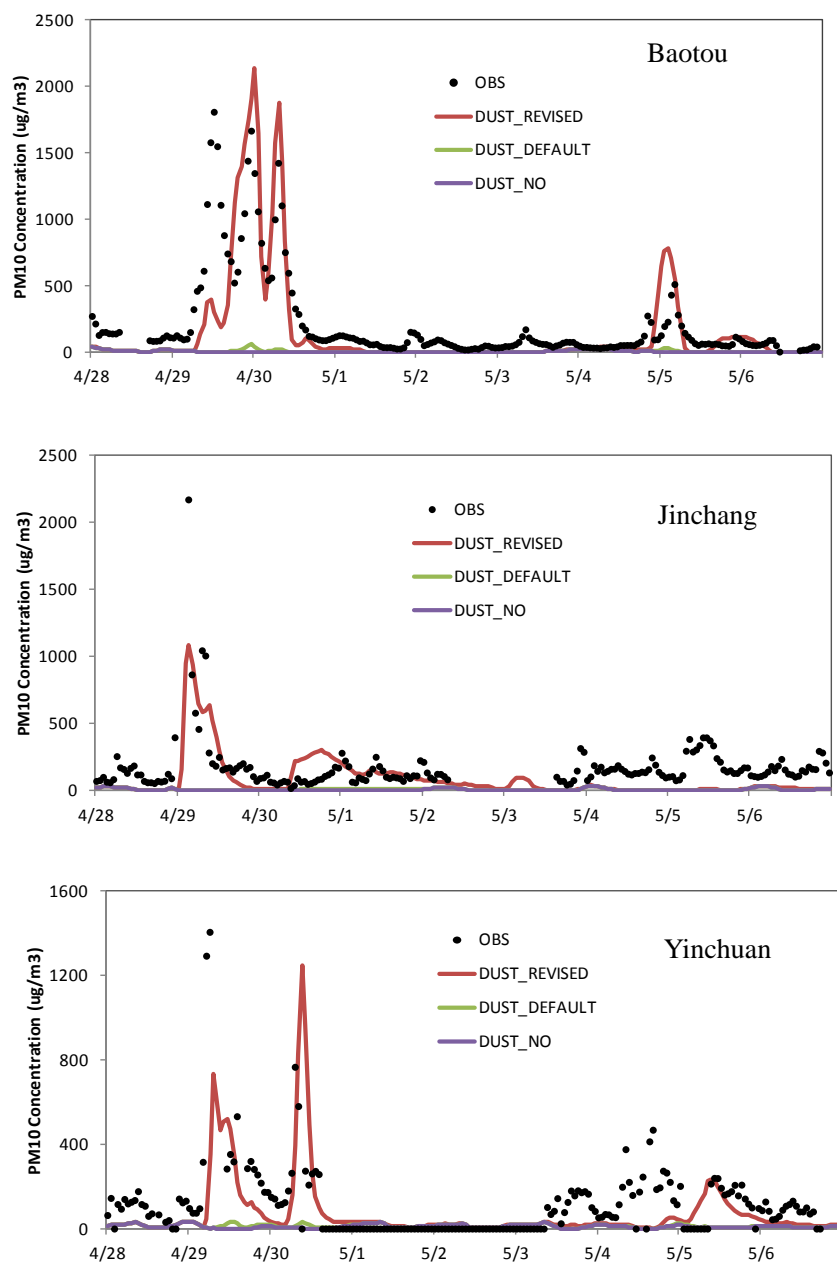 2500
Baotou
OBS
2000
DUST_REVISED
DUST_DEFAULT
1500
DUST_NO
1000
500
0
PM10 Concentration (ug/m3)
4/28 4/29 4/30 5/1 5/2 5/3 5/4 5/5 5/6
2500
OBS
Jinchang
2000
DUST_REVISED
DUST_DEFAULT
1500
DUST_NO
1000
500
0
PM10 Concentration (ug/m3)
4/28 4/29 4/30 5/1 5/2 5/3 5/4 5/5 5/6
1600
OBS
Yinchuan
DUST_REVISED
1200
DUST_DEFAULT
DUST_NO
800
400
0
PM10 Concentration (ug/m3)
4/28 4/29 4/30 5/1 5/2 5/3 5/4 5/5 5/6